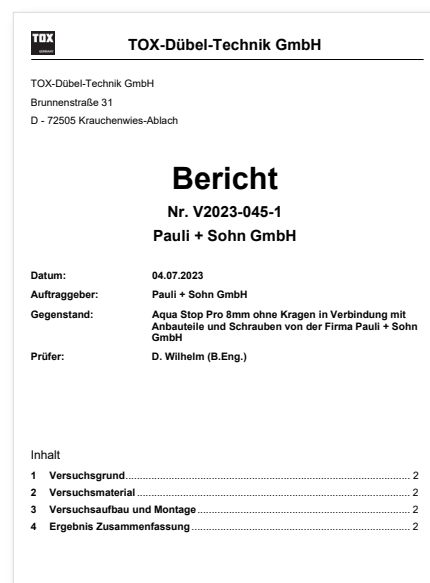 TOX
GERMANY
TOX-Dübel-Technik GmbH
TOX-Dübel-Technik GmbH
Brunnenstraße 31
D - 72505 Krauchenwies-Ablach
Bericht
Nr. V2023-045-1
Pauli + Sohn GmbH
Datum: 04.07.2023
Auftraggeber: Pauli + Sohn GmbH
Gegenstand: Aqua Stop Pro 8mm ohne Kragen in Verbindung mit
Anbauteile und Schrauben von der Firma Pauli + Sohn
GmbH
Prüfer: D. Wilhelm (B.Eng.)
Inhalt
1 Versuchsgrund 2
2 Versuchsmaterial 2
3 Versuchsaufbau und Montage 2
4 Ergebnis Zusammenfassung 2